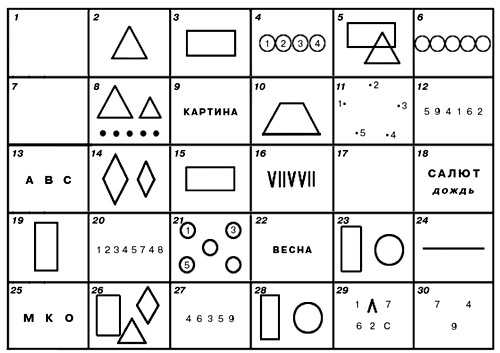 1
2
3
4
1 2 3 4
5
6
7
8
9
КАРТИНА
10
11
•2
1• •3
•5 •4
12
5 9 4 1 6 2
13
А В С
14
15
16
VIIVVII
17
18
САЛЮТ
дождь
19
20
1 2 3 4 5 7 4 8
21
1 3
5
22
ВЕСНА
23
24
25
М К О
26
27
4 6 3 5 9
28
29
1 Λ 7
6 2 С
30
7 4
9